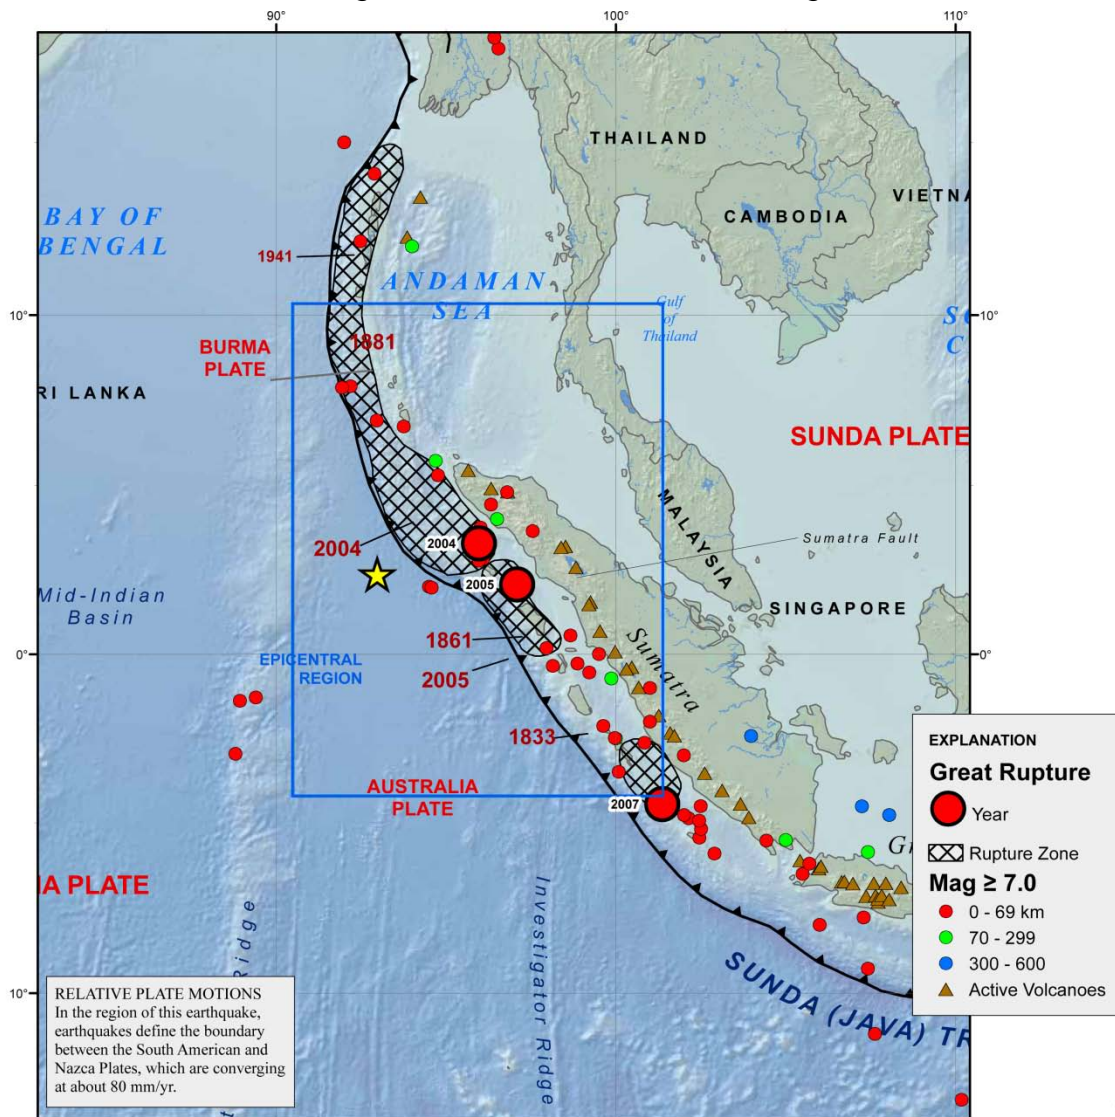 90°
100°
110°
THAILAND
VIETNA
CAMBODIA
BAY OF
BENGAL
1941
ANDAMAN
SEA
Gulf
of
Thailand
10°
10°
SO
C
1881
BURMA
PLATE
RI LANKA
SUNDA PLATE
MALAYSIA
Sumatra Fault
2004
2004
2005
Mid-Indian
Basin
SINGAPORE
1861
Sumatra
0°
0°
EPICENTRAL
REGION
2005
1833
AUSTRALIA
PLATE
2007
IA PLATE
Gr
Ridge
Investigator Ridge
SUNDA (JAVA) TR
10°
EXPLANATION
Great Rupture
Year
Rupture Zone
Mag ≥ 7.0
0 - 69 km
70 - 299
300 - 600
Active Volcanoes
RELATIVE PLATE MOTIONS
In the region of this earthquake,
earthquakes define the boundary
between the South American and
Nazca Plates, which are converging
at about 80 mm/yr.